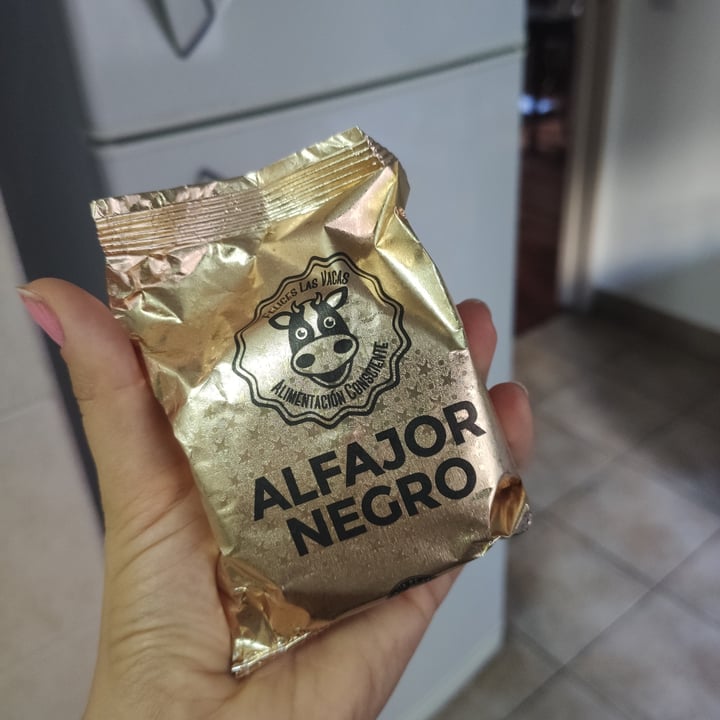 FELICES LAS VACAS
ALIMENTACIÓN CONSCIENTE
ALFAJOR
NEGRO